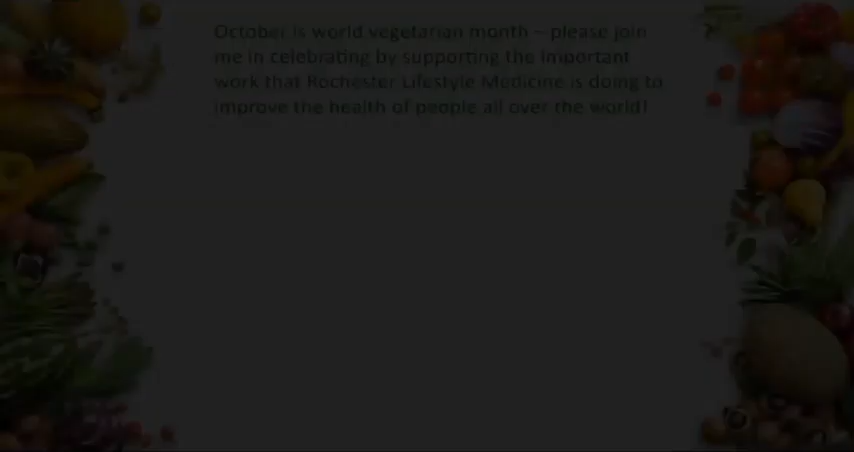 October is world vegetarian month – please join
me in celebrating by supporting the important
work that Rochester Lifestyle Medicine is doing to
improve the health of people all over the world!